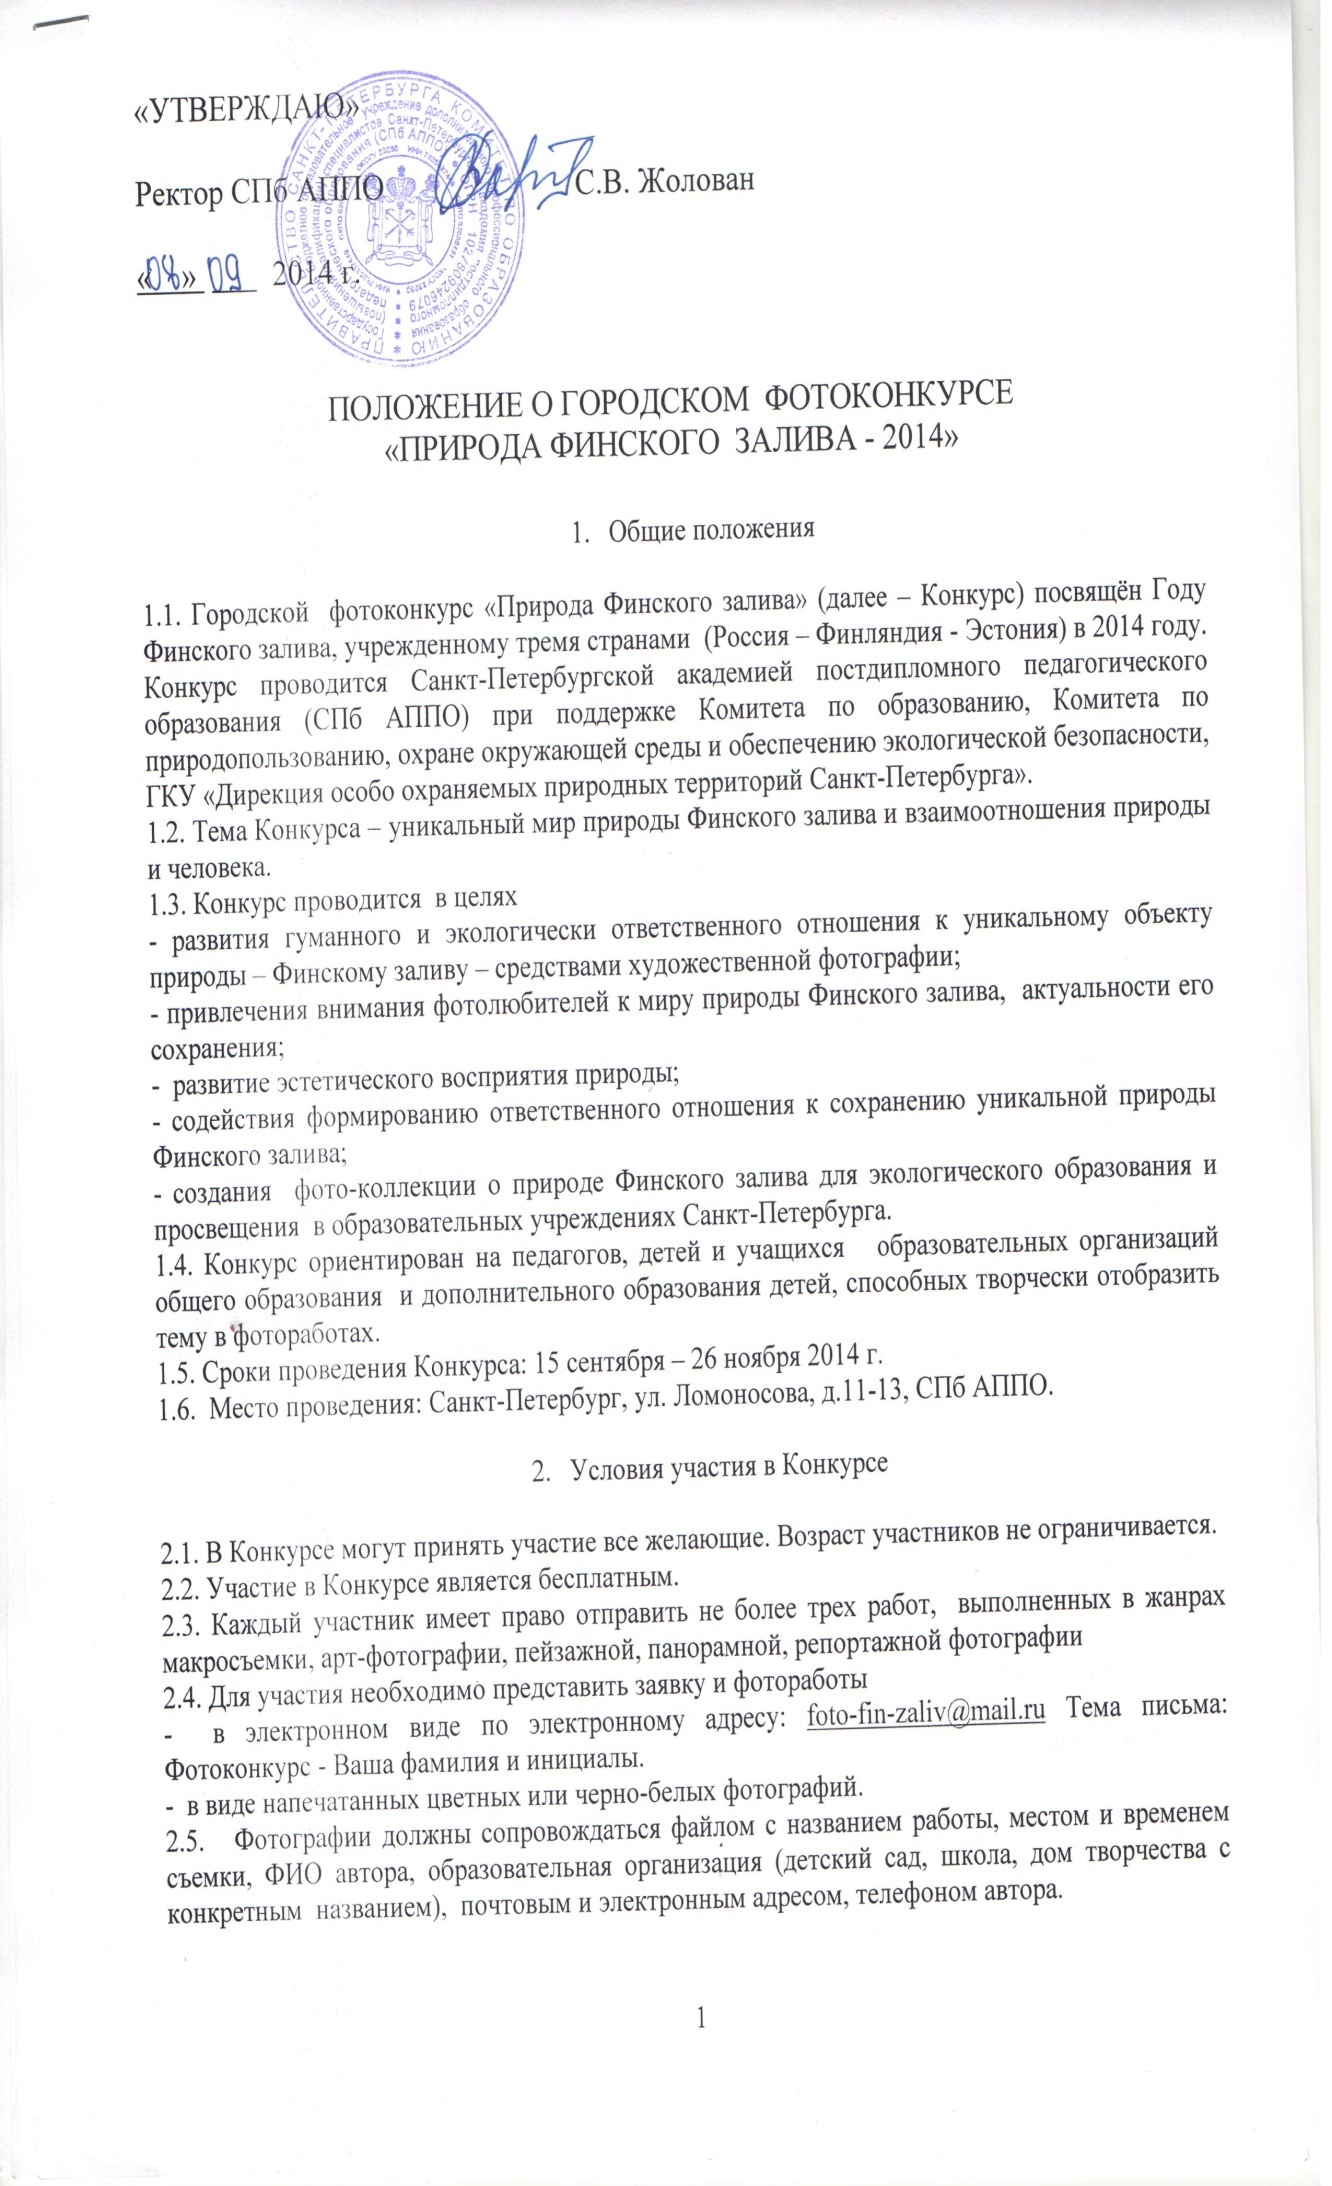 «УТВЕРЖДАЮ»
Ректор СПб АППО С.В. Жолован
«08» 09 2014 г.
ПРАВИТЕЛЬСТВО САНКТ-ПЕТЕРБУРГА КОМИТЕТ ПО ОБРАЗОВАНИЮ
ПОЛОЖЕНИЕ О ГОРОДСКОМ ФОТОКОНКУРСЕ
«ПРИРОДА ФИНСКОГО ЗАЛИВА - 2014»
1. Общие положения
1.1. Городской фотоконкурс «Природа Финского залива» (далее – Конкурс) посвящён Году
Финского залива, учрежденному тремя странами (Россия – Финляндия - Эстония) в 2014 году.
Конкурс проводится Санкт-Петербургской академией постдипломного педагогического
образования (СПб АППО) при поддержке Комитета по образованию, Комитета по
природопользованию, охране окружающей среды и обеспечению экологической безопасности,
ГКУ «Дирекция особо охраняемых природных территорий Санкт-Петербурга».
1.2. Тема Конкурса – уникальный мир природы Финского залива и взаимоотношения природы
и человека.
1.3. Конкурс проводится в целях
- развития гуманного и экологически ответственного отношения к уникальному объекту
природы – Финскому заливу – средствами художественной фотографии;
- привлечения внимания фотолюбителей к миру природы Финского залива, актуальности его
сохранения;
- развитие эстетического восприятия природы;
- содействия формированию ответственного отношения к сохранению уникальной природы
Финского залива;
- создания фото-коллекции о природе Финского залива для экологического образования и
просвещения в образовательных учреждениях Санкт-Петербурга.
1.4. Конкурс ориентирован на педагогов, детей и учащихся образовательных организаций
общего образования и дополнительного образования детей, способных творчески отобразить
тему в фотоработах.
1.5. Сроки проведения Конкурса: 15 сентября – 26 ноября 2014 г.
1.6. Место проведения: Санкт-Петербург, ул. Ломоносова, д.11-13, СПб АППО.
2. Условия участия в Конкурсе
2.1. В Конкурсе могут принять участие все желающие. Возраст участников не ограничивается.
2.2. Участие в Конкурсе является бесплатным.
2.3. Каждый участник имеет право отправить не более трех работ, выполненных в жанрах
макросъемки, арт-фотографии, пейзажной, панорамной, репортажной фотографии
2.4. Для участия необходимо представить заявку и фотоработы
- в электронном виде по электронному адресу: foto-fin-zaliv@mail.ru Тема письма:
Фотоконкурс - Ваша фамилия и инициалы.
- в виде напечатанных цветных или черно-белых фотографий.
2.5. Фотографии должны сопровождаться файлом с названием работы, местом и временем
съемки, ФИО автора, образовательная организация (детский сад, школа, дом творчества с
конкретным названием), почтовым и электронным адресом, телефоном автора.
1